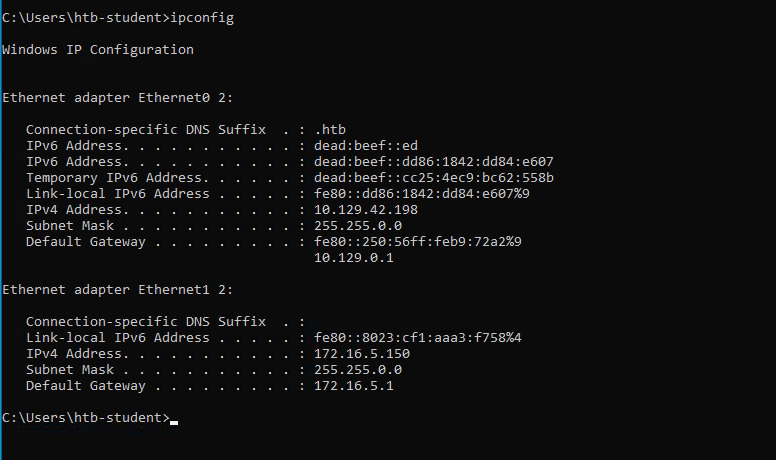 C:\Users\htb-student>ipconfig
Windows IP Configuration
Ethernet adapter Ethernet0 2:
   Connection-specific DNS Suffix  . : .htb
   IPv6 Address. . . . . . . . . . . : dead:beef::ed
   IPv6 Address. . . . . . . . . . . : dead:beef::dd86:1842:dd84:e607
   Temporary IPv6 Address. . . . . . : dead:beef::cc25:4ec9:bc62:558b
   Link-local IPv6 Address . . . . . : fe80::dd86:1842:dd84:e607%9
   IPv4 Address. . . . . . . . . . . : 10.129.42.198
   Subnet Mask . . . . . . . . . . . : 255.255.0.0
   Default Gateway . . . . . . . . . : fe80::250:56ff:feb9:72a2%9
                                       10.129.0.1
Ethernet adapter Ethernet1 2:
   Connection-specific DNS Suffix  . :
   Link-local IPv6 Address . . . . . : fe80::8023:cf1:aaa3:f758%4
   IPv4 Address. . . . . . . . . . . : 172.16.5.150
   Subnet Mask . . . . . . . . . . . : 255.255.0.0
   Default Gateway . . . . . . . . . : 172.16.5.1
C:\Users\htb-student>